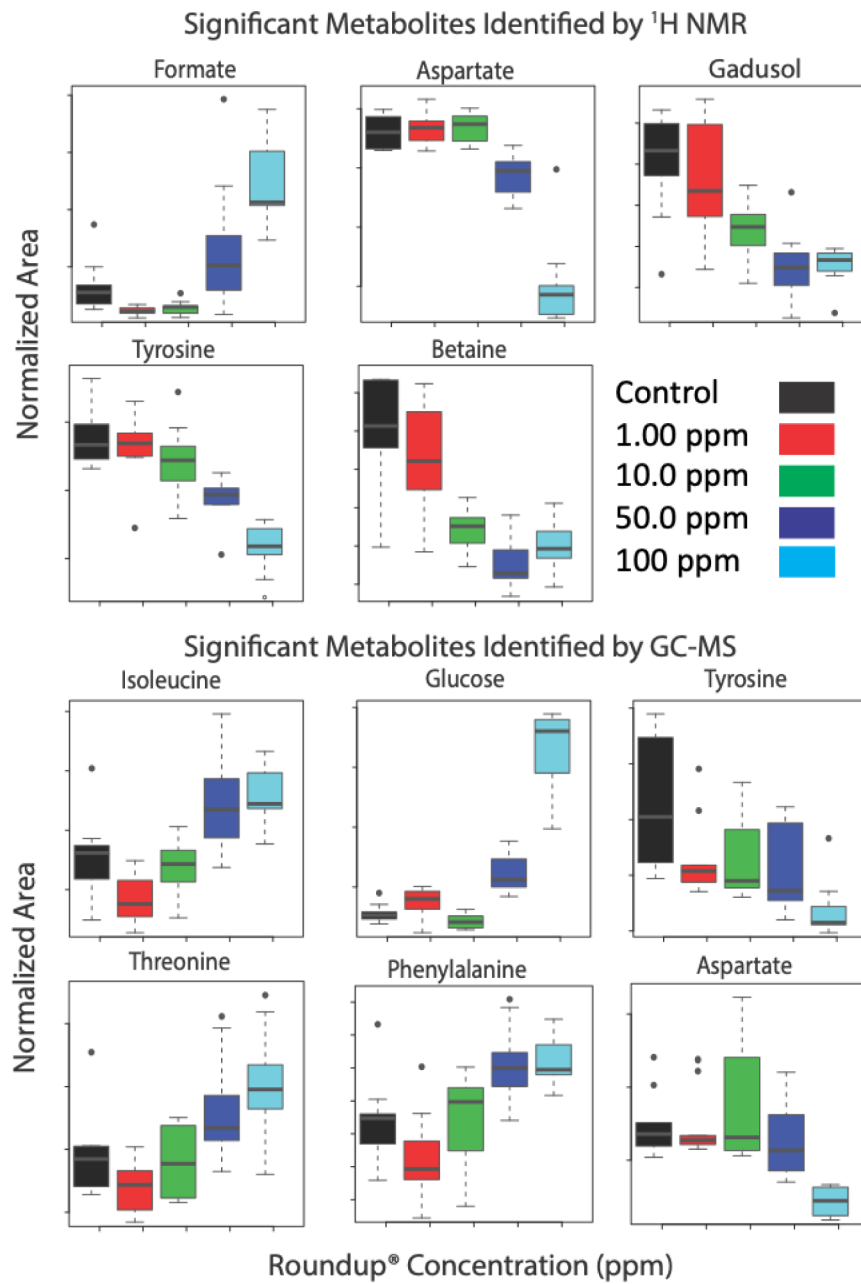 Significant Metabolites Identified by ¹H NMR
Formate
Aspartate
Gadusol
Normalized Area
Tyrosine
Betaine
Control
1.00 ppm
10.0 ppm
50.0 ppm
100 ppm
Significant Metabolites Identified by GC-MS
Isoleucine
Glucose
Tyrosine
Normalized Area
Threonine
Phenylalanine
Aspartate
Roundup® Concentration (ppm)